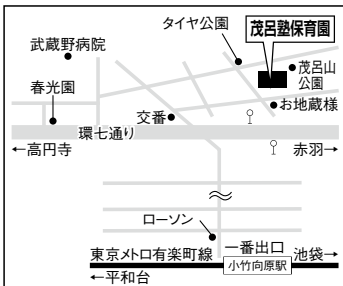 タイヤ公園
茂呂塾保育園
武蔵野病院
茂呂山
公園
春光園
お地蔵様
交番
環七通り
←高円寺
赤羽→
ローソン
東京メトロ有楽町線
一番出口
池袋→
小竹向原駅
←平和台